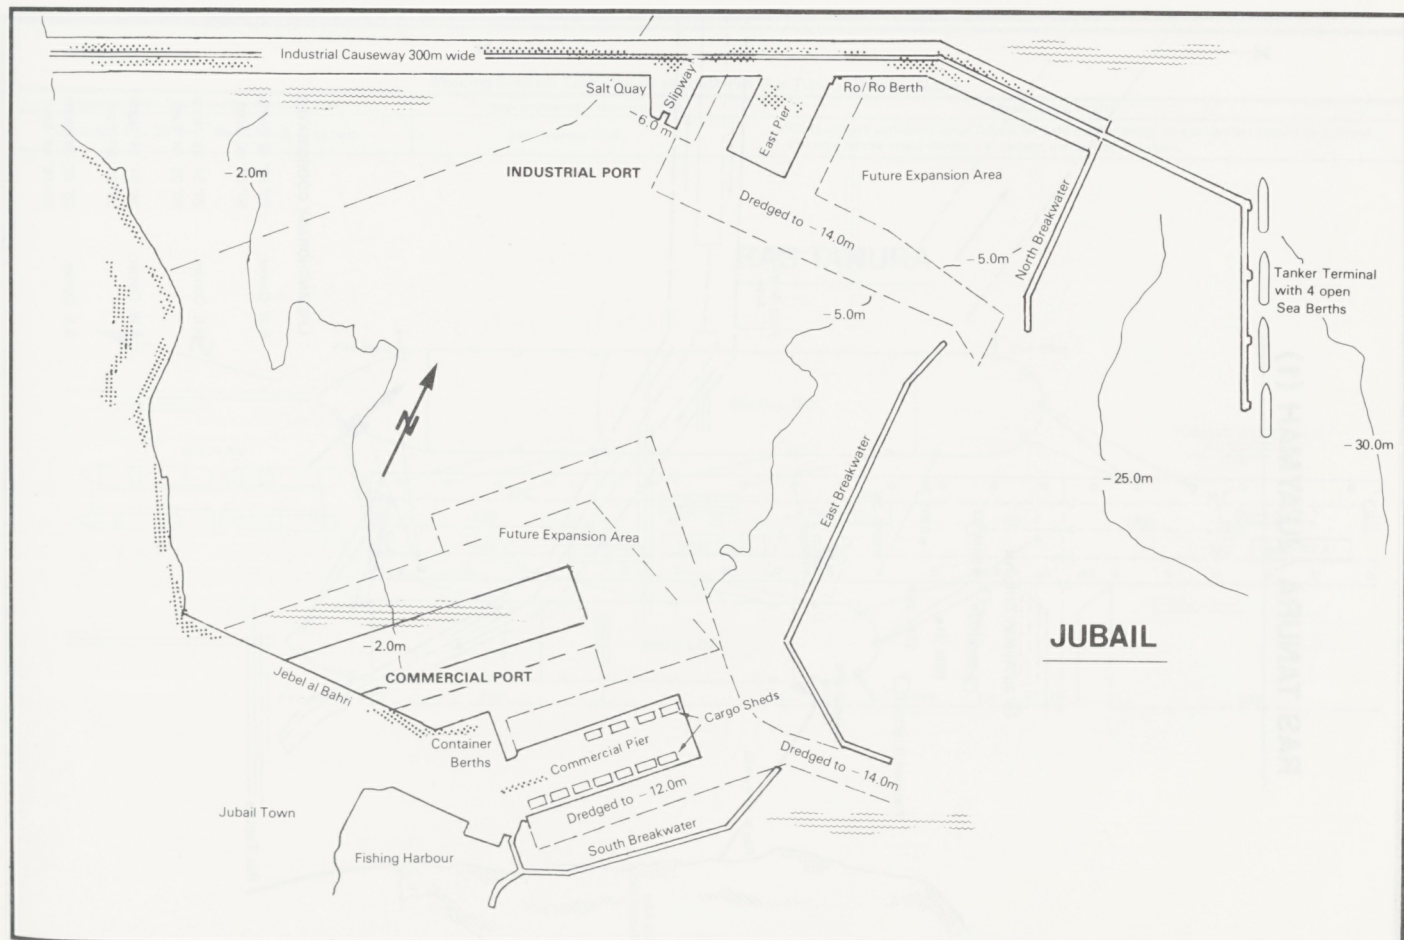 Industrial Causeway 300m wide
Salt Quay
Slipway
Ro/Ro Berth
-6.0 m
East Pier
-2.0m
INDUSTRIAL PORT
Future Expansion Area
Dredged to -14.0m
North Breakwater
-5.0m
-5.0m
Tanker Terminal
with 4 open
Sea Berths
N
-30.0m
-25.0m
East Breakwater
Future Expansion Area
JUBAIL
-2.0m
Jebel al Bahri
COMMERCIAL PORT
Cargo Sheds
Container
Berths
Commercial Pier
Dredged to -14.0m
Dredged to -12.0m
Jubail Town
South Breakwater
Fishing Harbour